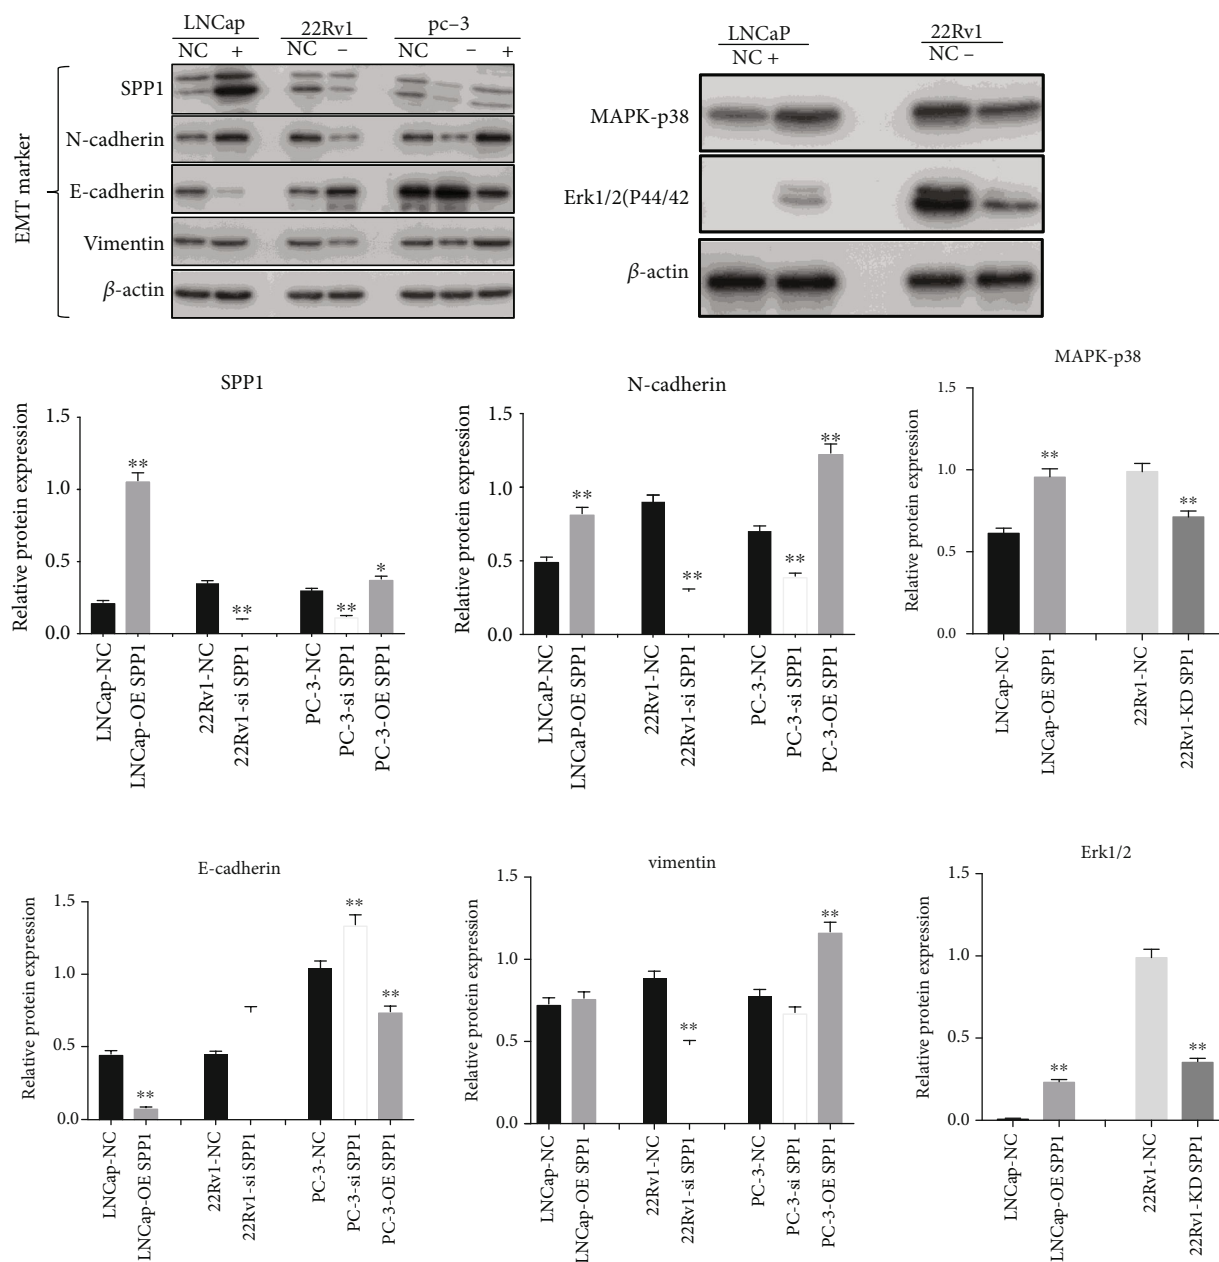 LNCap 22Rv1 pc–3
NC + NC – NC – +
EMT marker
SPP1
N-cadherin
E-cadherin
Vimentin
β-actin
LNCaP 22Rv1
NC + NC –
MAPK-p38
Erk1/2(P44/42
β-actin
SPP1
Relative protein expression
1.5
1.0
0.5
0.0
** ** ** *
LNCap-NC
LNCap-OE SPP1
22Rv1-NC
22Rv1-si SPP1
PC-3-NC
PC-3-si SPP1
PC-3-OE SPP1
N-cadherin
Relative protein expression
1.5
1.0
0.5
0.0
** ** ** **
LNCaP-NC
LNCaP-OE SPP1
22Rv1-NC
22Rv1-si SPP1
PC-3-NC
PC-3-si SPP1
PC-3-OE SPP1
MAPK-p38
Relative protein expression
1.5
1.0
0.5
0.0
** **
LNCap-NC
LNCap-OE SPP1
22Rv1-NC
22Rv1-KD SPP1
E-cadherin
Relative protein expression
1.5
1.0
0.5
0.0
** ** **
LNCap-NC
LNCap-OE SPP1
22Rv1-NC
22Rv1-si SPP1
PC-3-NC
PC-3-si SPP1
PC-3-OE SPP1
vimentin
Relative protein expression
1.5
1.0
0.5
0.0
** **
LNCap-NC
LNCap-OE SPP1
22Rv1-NC
22Rv1-si SPP1
PC-3-NC
PC-3-si SPP1
PC-3-OE SPP1
Erk1/2
Relative protein expression
1.5
1.0
0.5
0.0
** **
LNCap-NC
LNCap-OE SPP1
22Rv1-NC
22Rv1-KD SPP1